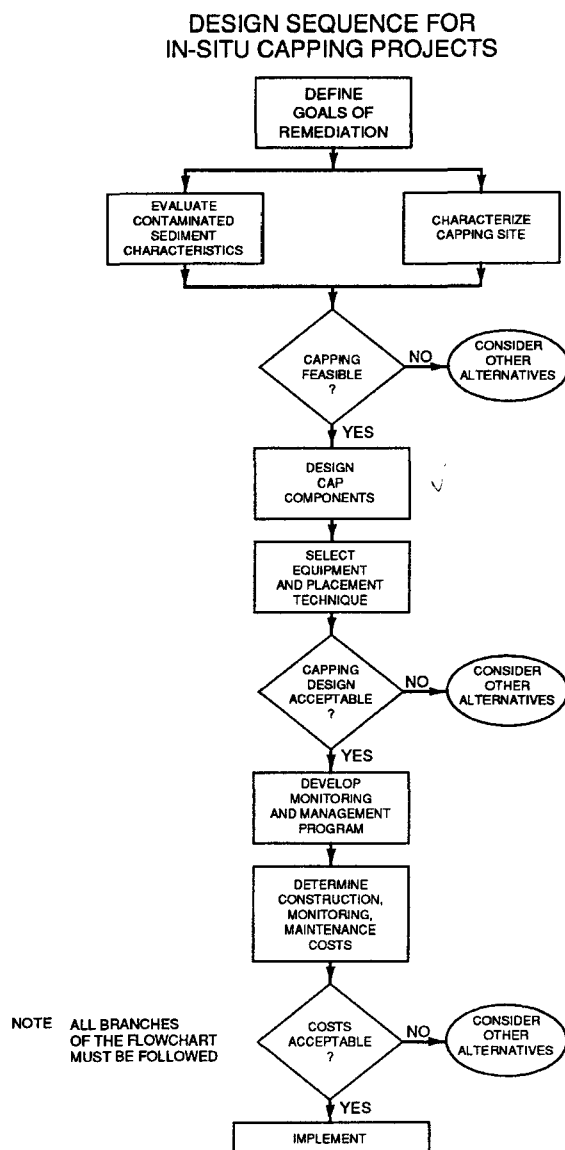 DESIGN SEQUENCE FOR
IN-SITU CAPPING PROJECTS
DEFINE
GOALS OF
REMEDIATION
EVALUATE
CONTAMINATED
SEDIMENT
CHARACTERISTICS
CHARACTERIZE
CAPPING SITE
CAPPING
FEASIBLE
?
NO
CONSIDER
OTHER
ALTERNATIVES
YES
DESIGN
CAP
COMPONENTS
SELECT
EQUIPMENT
AND PLACEMENT
TECHNIQUE
CAPPING
DESIGN
ACCEPTABLE
?
NO
CONSIDER
OTHER
ALTERNATIVES
YES
DEVELOP
MONITORING
AND MANAGEMENT
PROGRAM
DETERMINE
CONSTRUCTION,
MONITORING,
MAINTENANCE
COSTS
NOTE ALL BRANCHES
OF THE FLOWCHART
MUST BE FOLLOWED
COSTS
ACCEPTABLE
?
NO
CONSIDER
OTHER
ALTERNATIVES
YES
IMPLEMENT